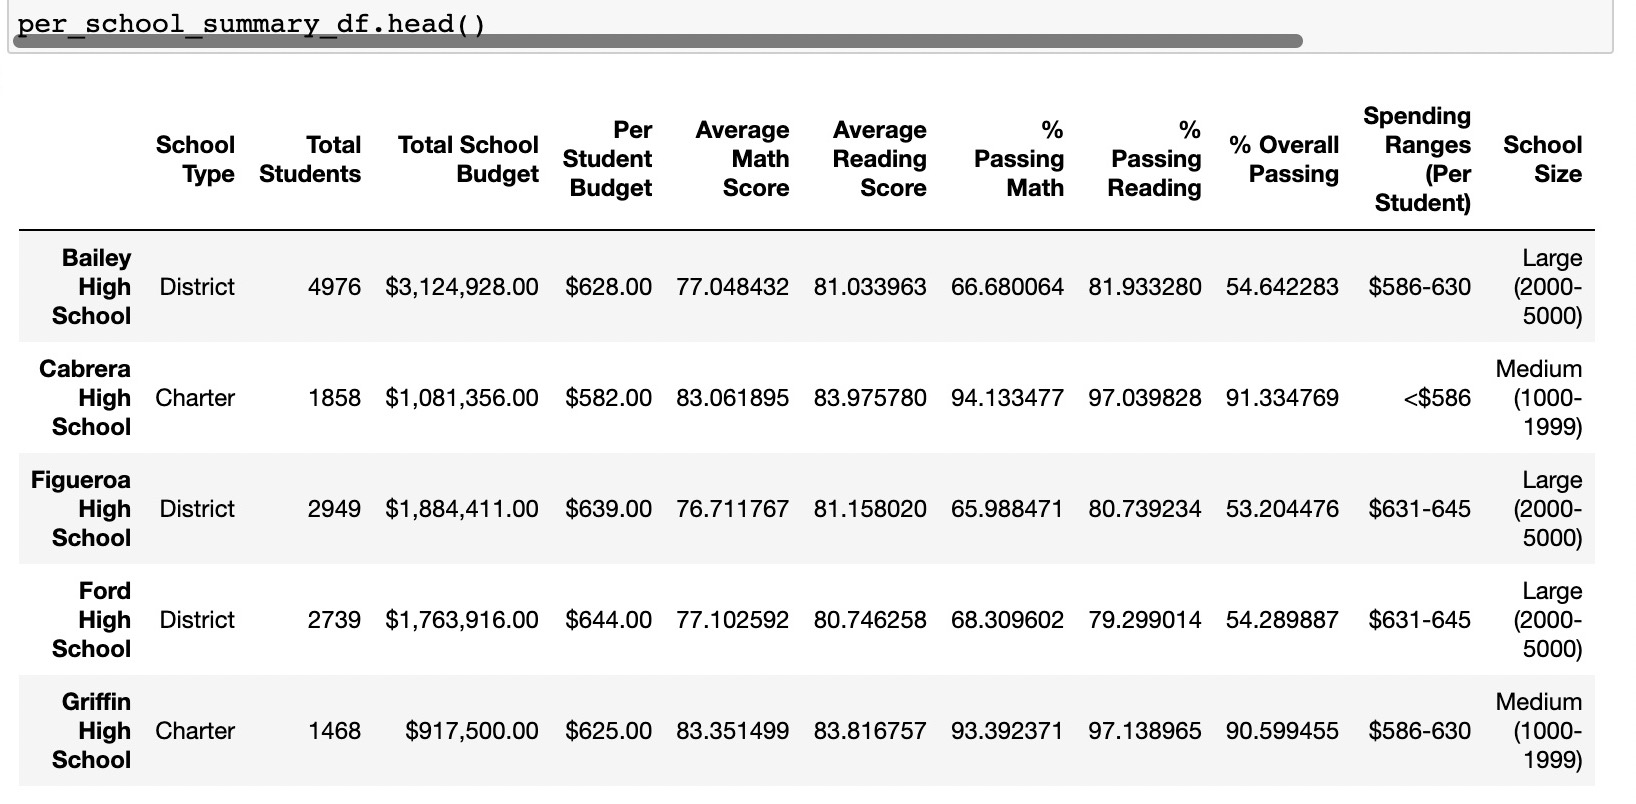 per_school_summary_df.head()
School Type Total Students Total School Budget Per Student Budget Average Math Score Average Reading Score % Passing Math % Passing Reading % Overall Passing Spending Ranges (Per Student) School Size
Bailey High School District 4976 $3,124,928.00 $628.00 77.048432 81.033963 66.680064 81.933280 54.642283 $586-630 Large (2000-5000)
Cabrera High School Charter 1858 $1,081,356.00 $582.00 83.061895 83.975780 94.133477 97.039828 91.334769 <$586 Medium (1000-1999)
Figueroa High School District 2949 $1,884,411.00 $639.00 76.711767 81.158020 65.988471 80.739234 53.204476 $631-645 Large (2000-5000)
Ford High School District 2739 $1,763,916.00 $644.00 77.102592 80.746258 68.309602 79.299014 54.289887 $631-645 Large (2000-5000)
Griffin High School Charter 1468 $917,500.00 $625.00 83.351499 83.816757 93.392371 97.138965 90.599455 $586-630 Medium (1000-1999)